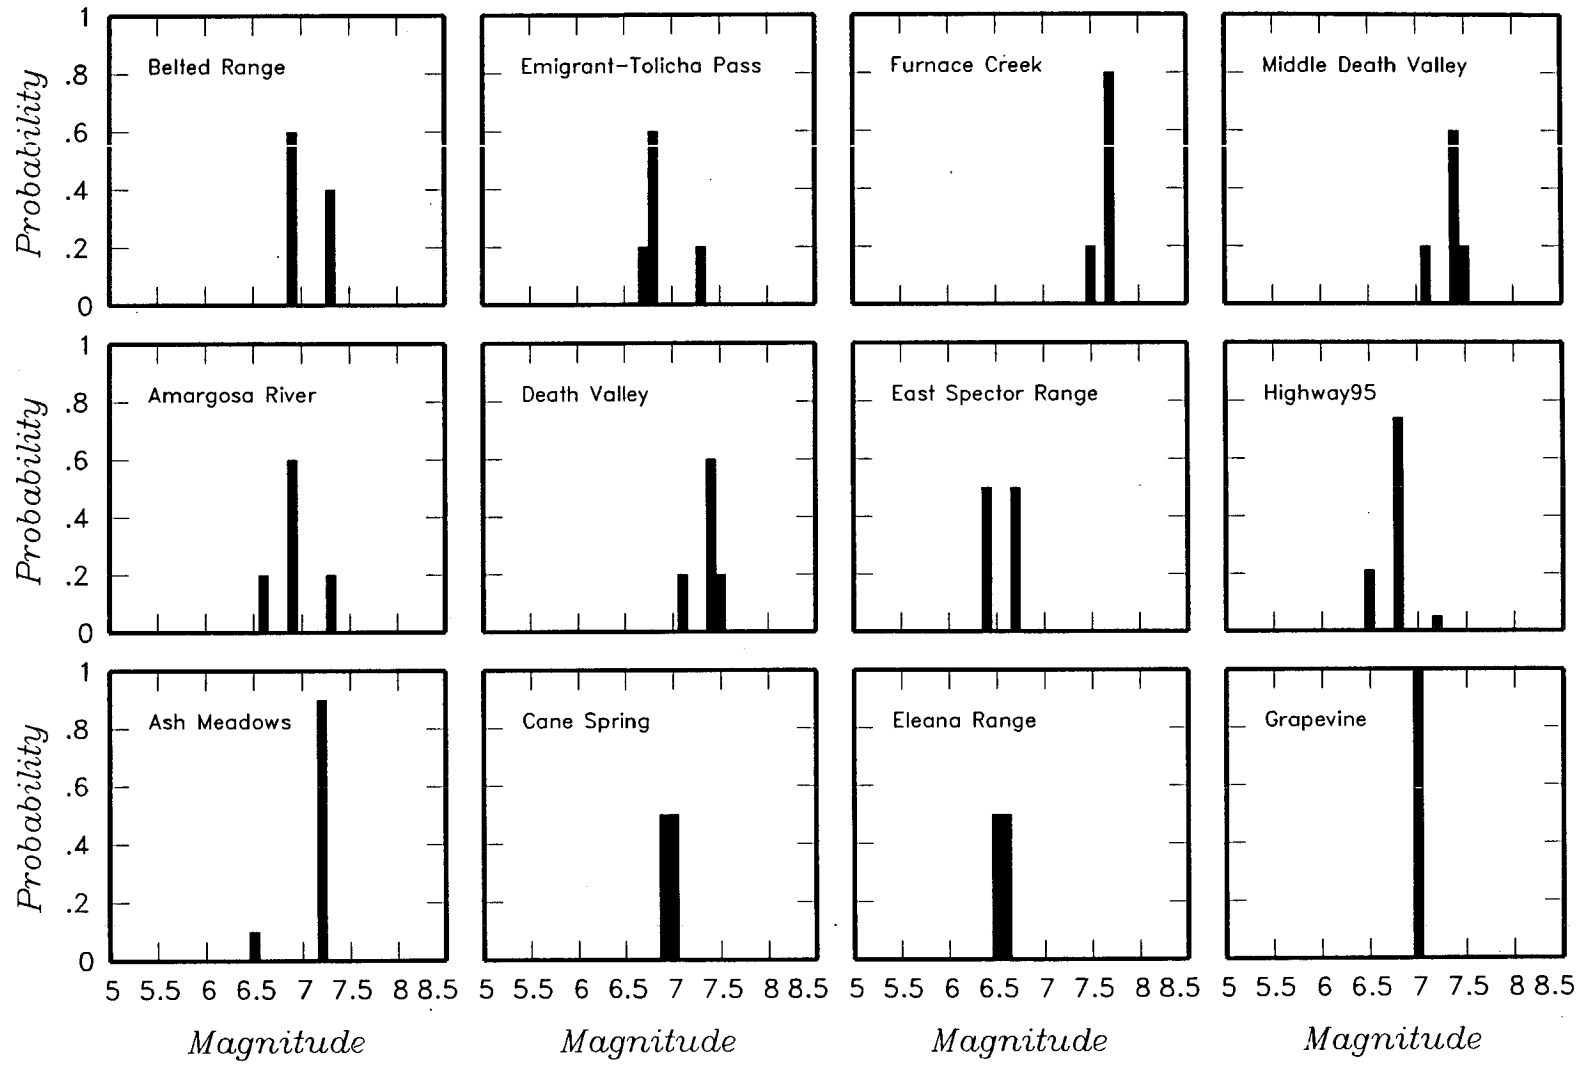 1
.8
.6
.4
.2
0
Probability
Belted Range
Emigrant-Tolicha Pass
Furnace Creek
Middle Death Valley
1
.8
.6
.4
.2
0
Probability
Amargosa River
Death Valley
East Spector Range
Highway95
1
.8
.6
.4
.2
0
Probability
Ash Meadows
Cane Spring
Eleana Range
Grapevine
5 5.5 6 6.5 7 7.5 8 8.5
5 5.5 6 6.5 7 7.5 8 8.5
5 5.5 6 6.5 7 7.5 8 8.5
5 5.5 6 6.5 7 7.5 8 8.5
Magnitude
Magnitude
Magnitude
Magnitude